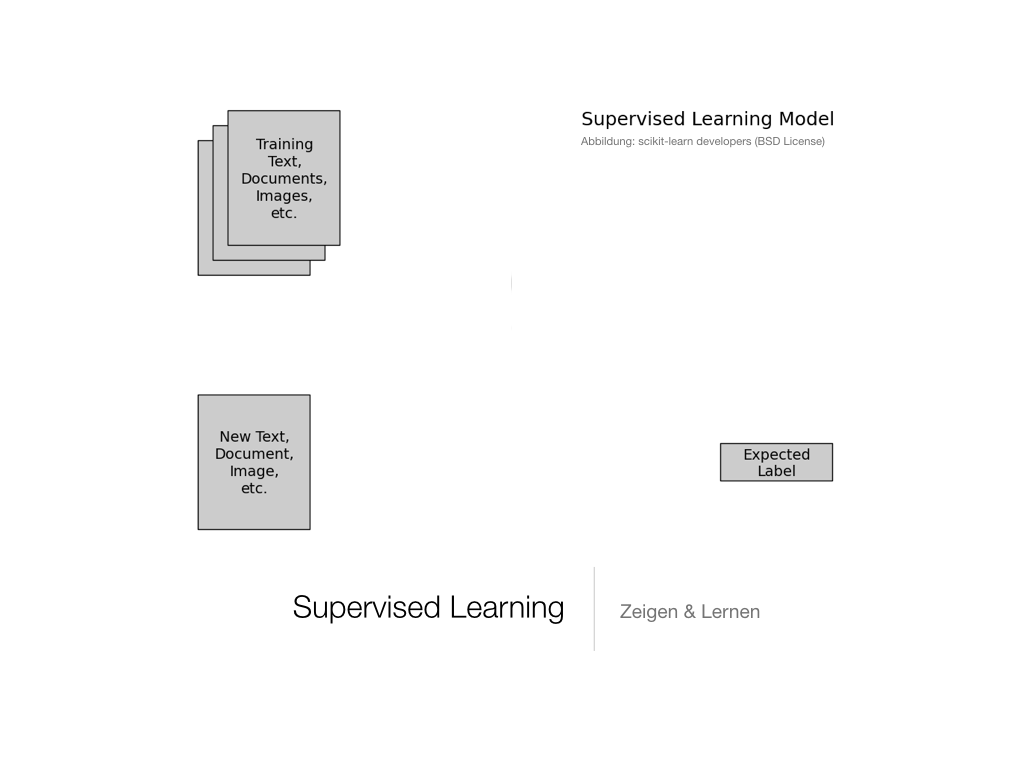 Training
Text,
Documents,
Images,
etc.
Supervised Learning Model
Abbildung: scikit-learn developers (BSD License)
New Text,
Document,
Image,
etc.
Expected
Label
Supervised Learning
Zeigen & Lernen